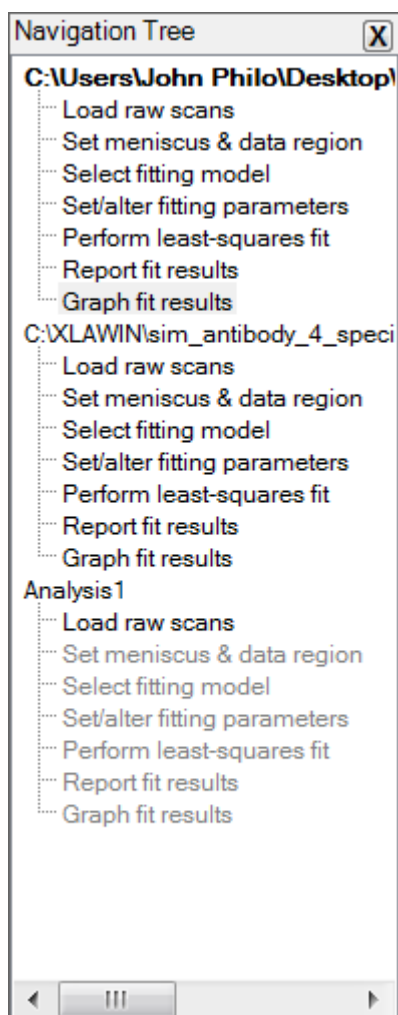 Navigation Tree X
C:\Users\John Philo\Desktop\
Load raw scans
Set meniscus & data region
Select fitting model
Set/alter fitting parameters
Perform least-squares fit
Report fit results
Graph fit results
C:\XLAWIN\sim_antibody_4_speci
Load raw scans
Set meniscus & data region
Select fitting model
Set/alter fitting parameters
Perform least-squares fit
Report fit results
Graph fit results
Analysis1
Load raw scans
Set meniscus & data region
Select fitting model
Set/alter fitting parameters
Perform least-squares fit
Report fit results
Graph fit results